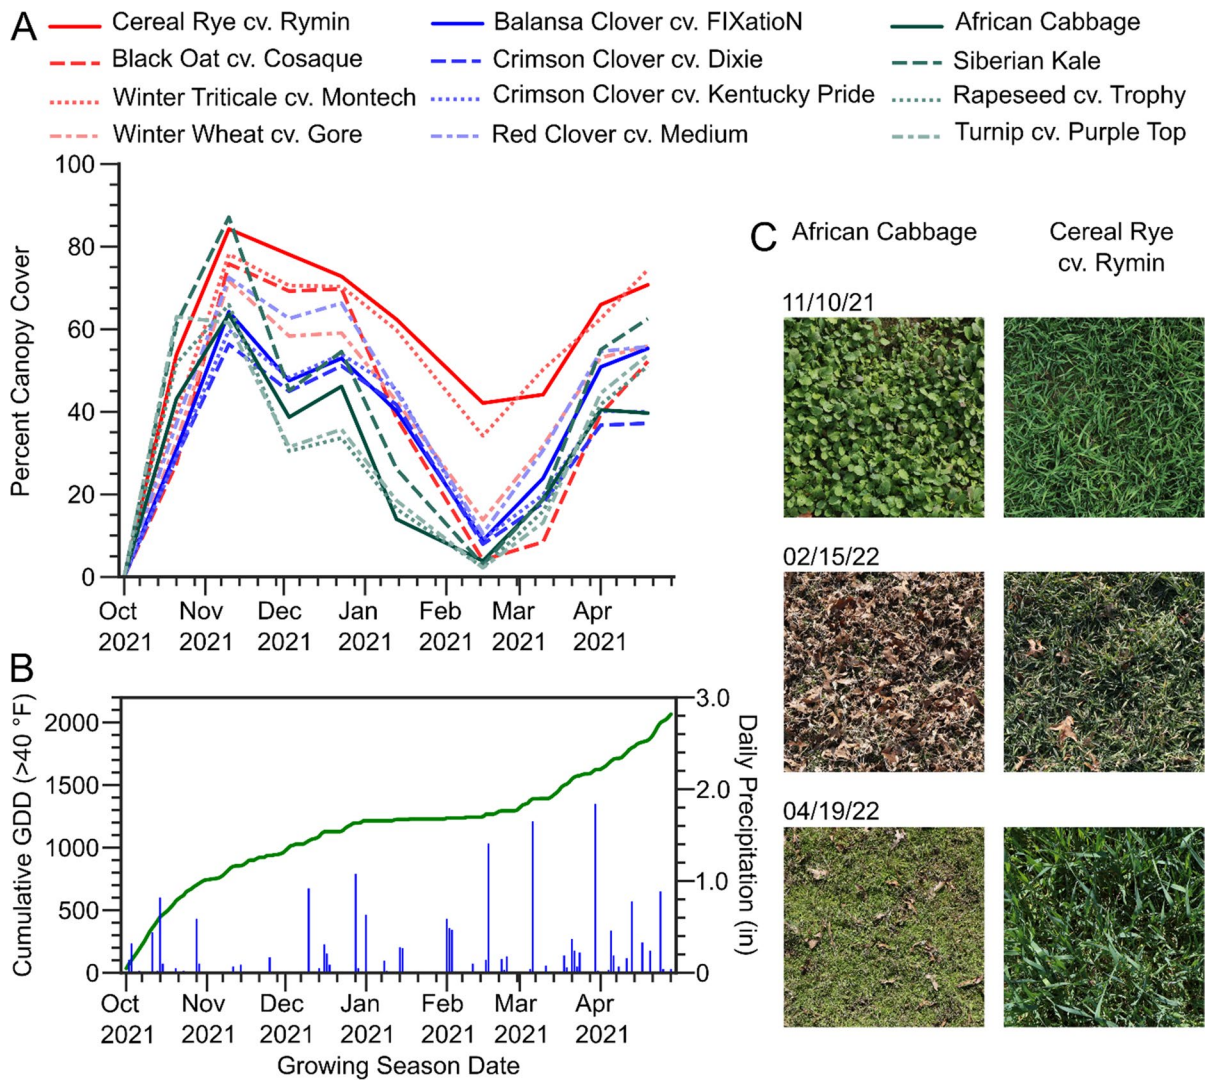 A
Cereal Rye cv. Rymin
Black Oat cv. Cosaque
Winter Triticale cv. Montech
Winter Wheat cv. Gore
Balansa Clover cv. FIXatioN
Crimson Clover cv. Dixie
Crimson Clover cv. Kentucky Pride
Red Clover cv. Medium
African Cabbage
Siberian Kale
Rapeseed cv. Trophy
Turnip cv. Purple Top
Percent Canopy Cover
100
80
60
40
20
0
Oct Nov Dec Jan Feb Mar Apr
2021 2021 2021 2021 2021 2021 2021
B
Cumulative GDD (>40 °F)
2000
1500
1000
500
0
3.0
2.0
1.0
0
Daily Precipitation (in)
Oct Nov Dec Jan Feb Mar Apr
2021 2021 2021 2021 2021 2021 2021
Growing Season Date
C
African Cabbage
Cereal Rye
cv. Rymin
11/10/21
02/15/22
04/19/22